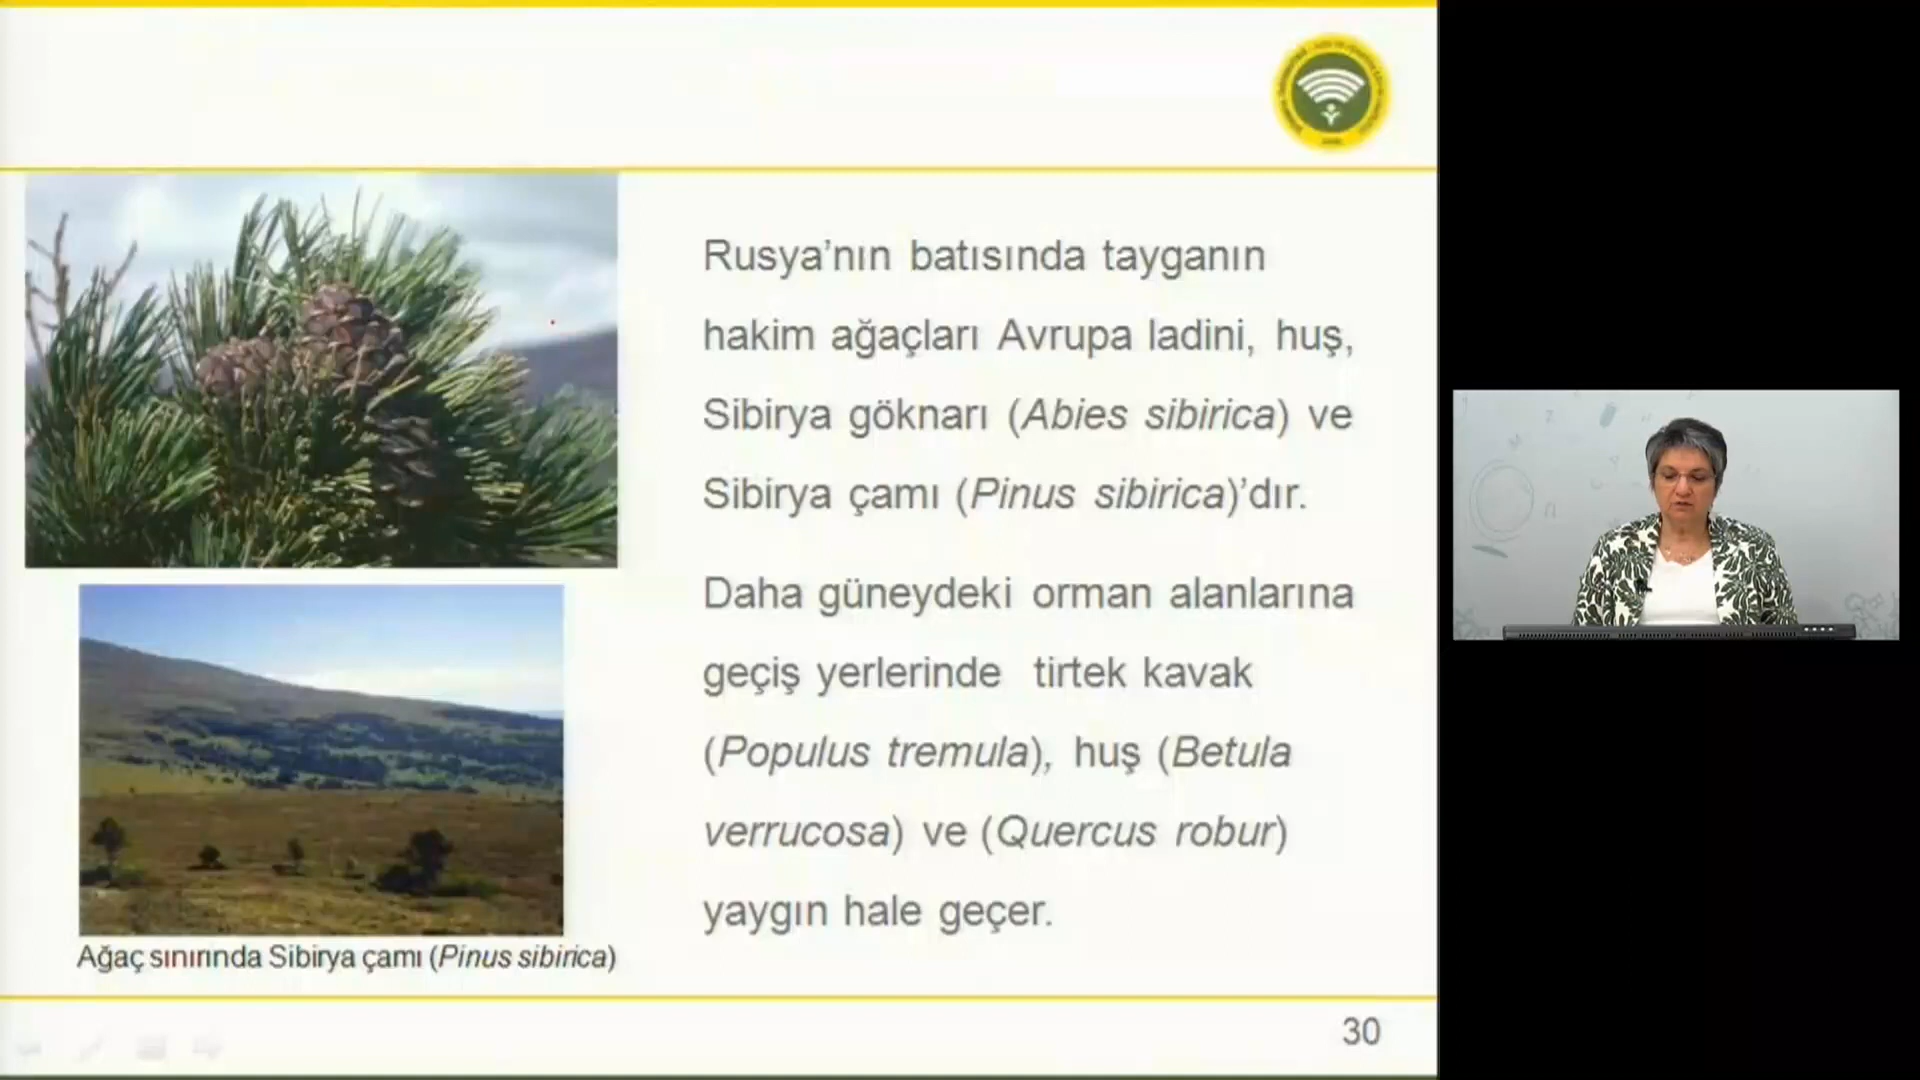 Rusya’nın batısında tayganın
hakim ağaçları Avrupa ladini, huş,
Sibirya göknarı (Abies sibirica) ve
Sibirya çamı (Pinus sibirica)’dır.
Daha güneydeki orman alanlarına
geçiş yerlerinde tirtek kavak
(Populus tremula), huş (Betula
verrucosa) ve (Quercus robur)
yaygın hale geçer.
Ağaç sınırında Sibirya çamı (Pinus sibirica)
30